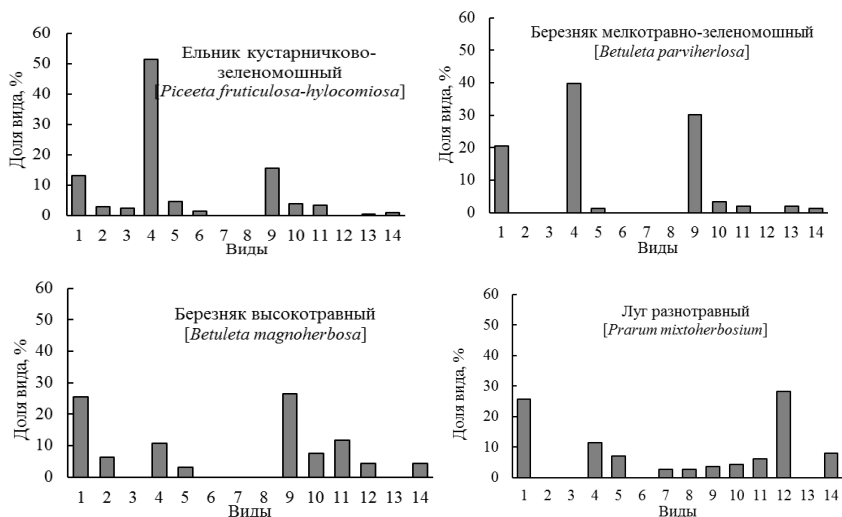 Ельник кустарничково-
зеленомошный
[Piceeta fruticulosa-hylocomiosa]
Доля вида, %
60
50
40
30
20
10
0
1 2 3 4 5 6 7 8 9 10 11 12 13 14
Виды
Березняк мелкотравно-зеленомошный
[Betuleta parviherlosa]
Доля вида, %
60
50
40
30
20
10
0
1 2 3 4 5 6 7 8 9 10 11 12 13 14
Виды
Березняк высокотравный
[Betuleta magnoherbosa]
Доля вида, %
60
50
40
30
20
10
0
1 2 3 4 5 6 7 8 9 10 11 12 13 14
Виды
Луг разнотравный
[Prarum mixtoherbosium]
Доля вида, %
60
50
40
30
20
10
0
1 2 3 4 5 6 7 8 9 10 11 12 13 14
Виды